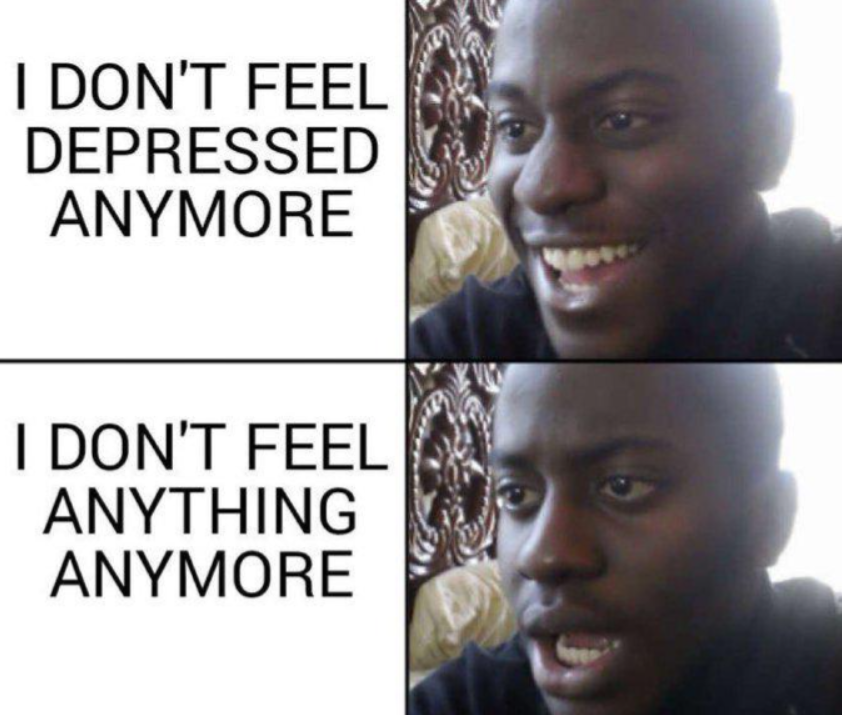 I DON'T FEEL
DEPRESSED
ANYMORE
I DON'T FEEL
ANYTHING
ANYMORE